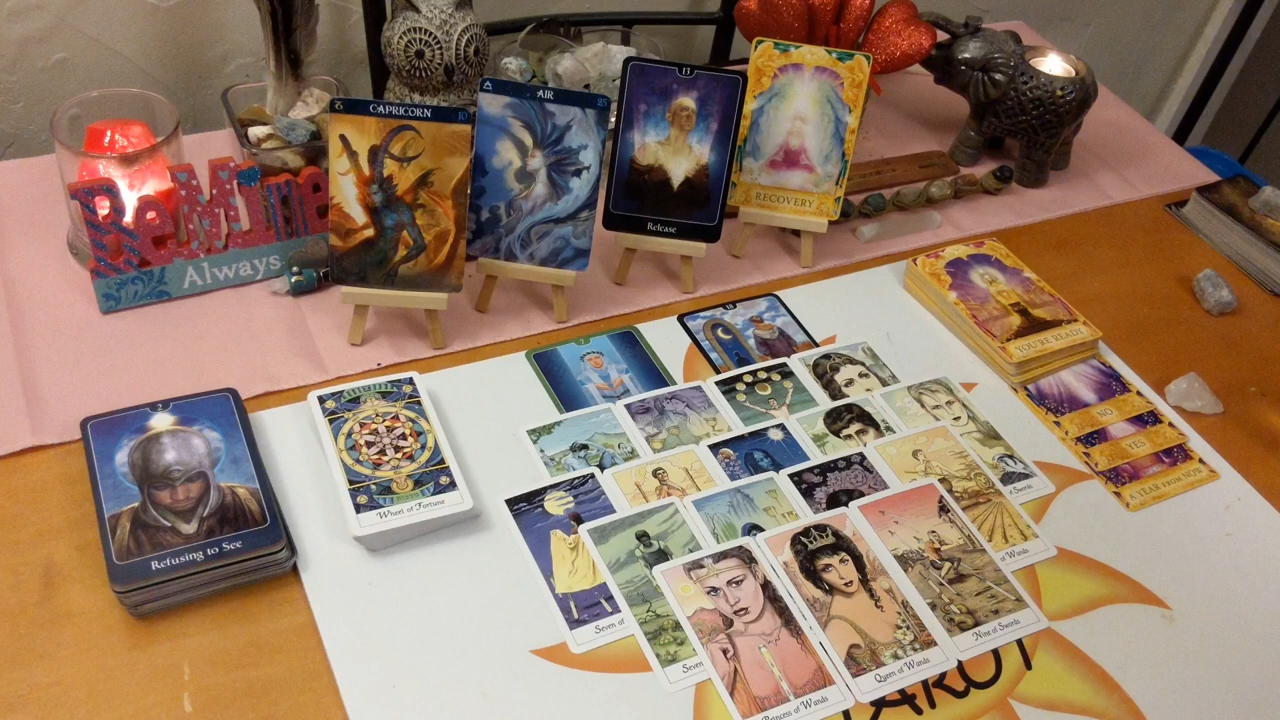 CAPRICORN 10
AIR 25
13
Release
RECOVERY
Be Mine
Always
2
Refusing to See
Wheel of Fortune
7
18
YOU'RE READY
NO
YES
A YEAR FROM NOW
of Swords
of Wands
Seven of
Seven
Princess of Wands
Queen of Wands
Nine of Swords
TAROT